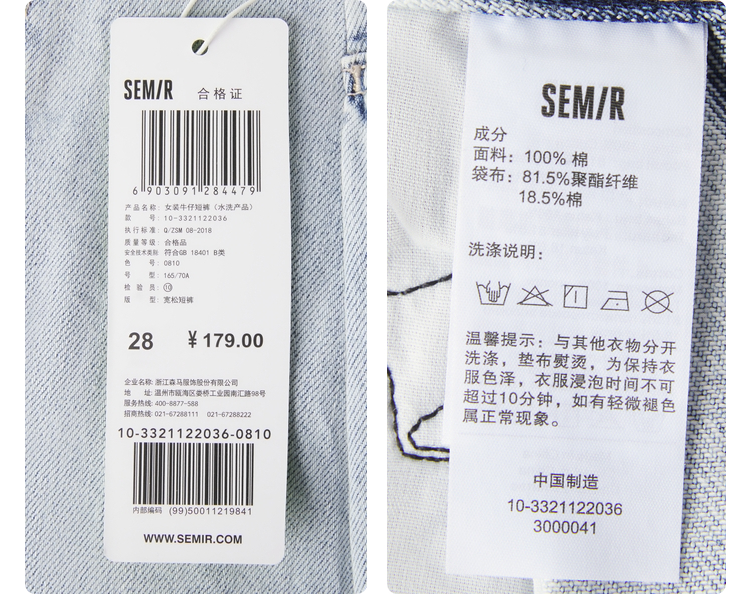 SEM/R 合格证
6 903091 284479
产品名称: 女装牛仔短裤（水洗产品）
款 号: 10-3321122036
执行标准: Q/ZSM 08-2018
质量等级: 合格品
安全技术类别: 符合GB 18401 B类
色 号: 0810
号 型: 165/70A
检 验 员: ⑩
版 型: 宽松短裤
28 ¥179.00
企业名称: 浙江森马服饰股份有限公司
地 址: 温州市瓯海区娄桥工业园南汇路98号
服务热线: 400-8877-588
招商热线: 021-67288111 021-67288222
10-3321122036-0810
内部编码 (99)50011219841
WWW.SEMIR.COM
SEM/R
成分
面料: 100% 棉
袋布: 81.5%聚酯纤维
18.5%棉
洗涤说明:
温馨提示: 与其他衣物分开
洗涤, 垫布熨烫, 为保持衣
服色泽, 衣服浸泡时间不可
超过10分钟, 如有轻微褪色
属正常现象。
中国制造
10-3321122036
3000041